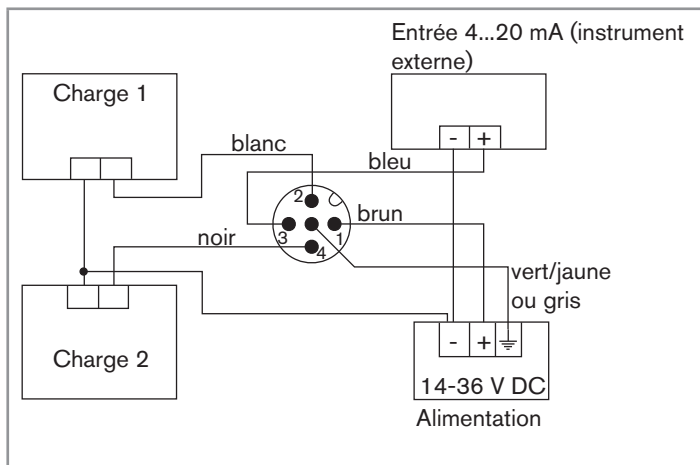 Entrée 4...20 mA (instrument
externe)
Charge 1
- +
blanc
bleu
2
brun
noir
3
1
4
vert/jaune
ou gris
- +
Charge 2
14-36 V DC
Alimentation